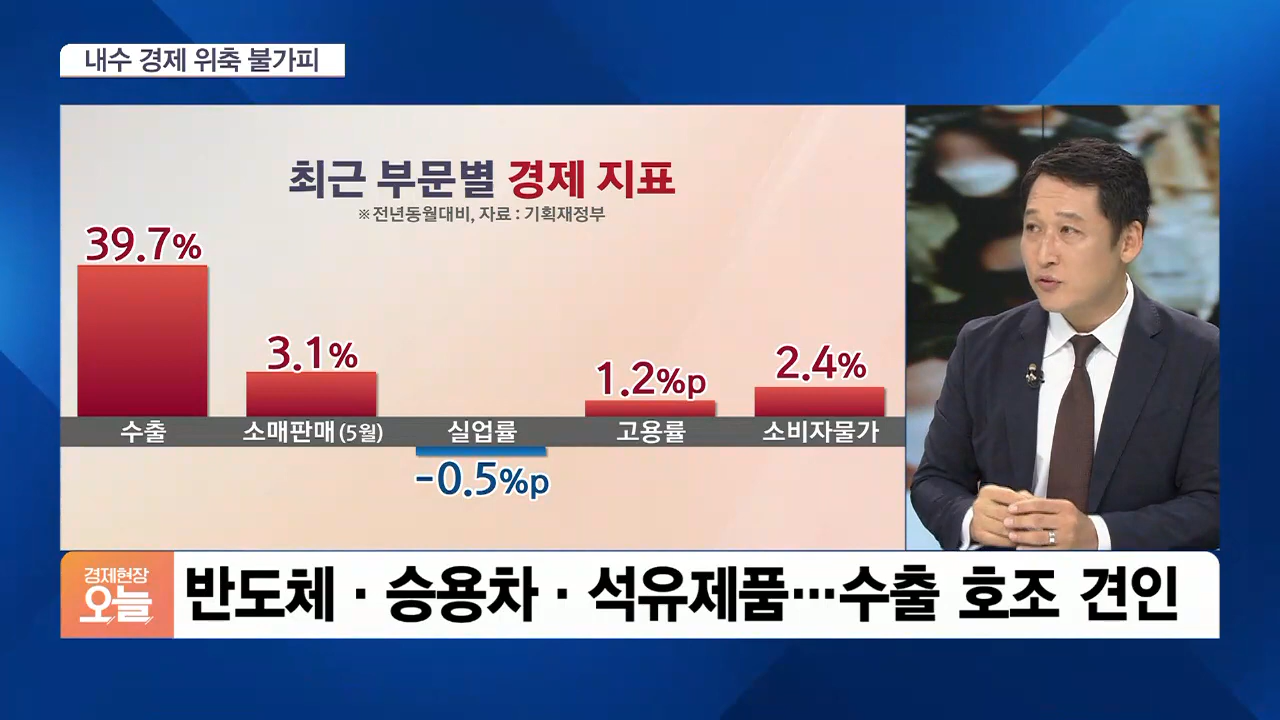 내수 경제 위축 불가피
최근 부문별 경제 지표
※전년동월대비, 자료 : 기획재정부
39.7%
3.1%
1.2%p
2.4%
수출
소매판매(5월)
실업률
고용률
소비자물가
-0.5%p
경제현장
오늘
반도체·승용차·석유제품…수출 호조 견인